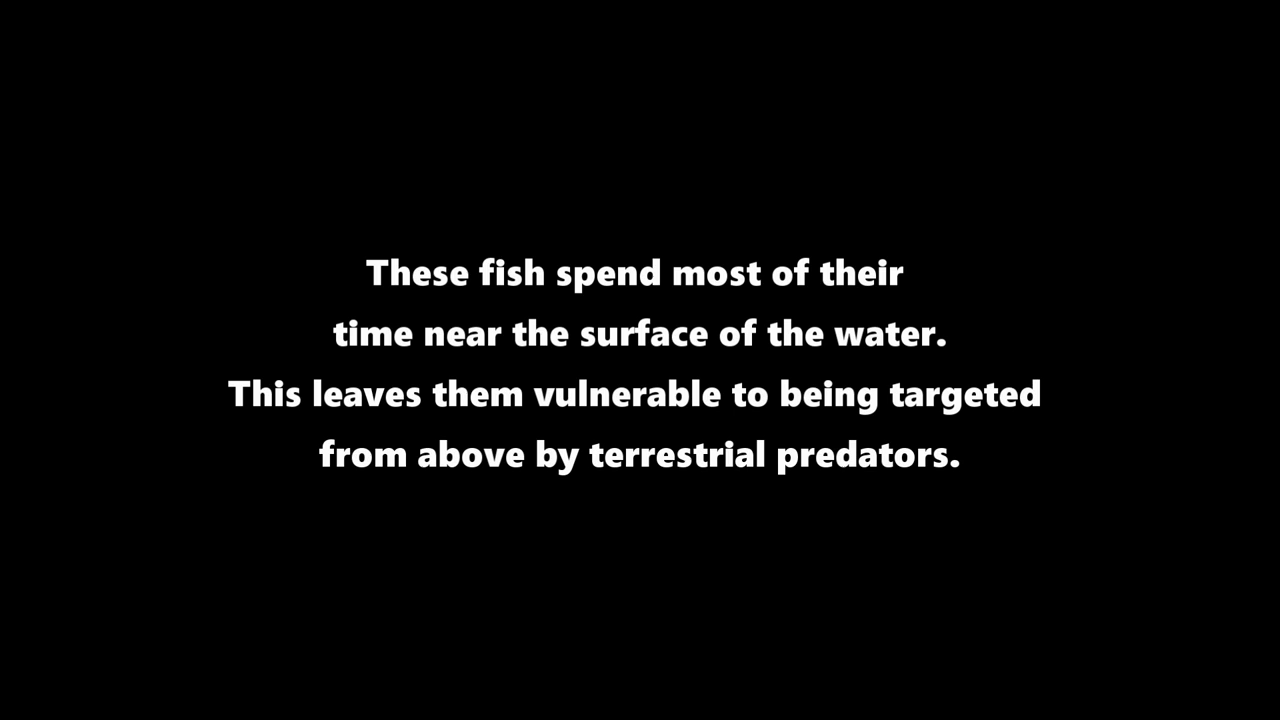 These fish spend most of their
time near the surface of the water.
This leaves them vulnerable to being targeted
from above by terrestrial predators.